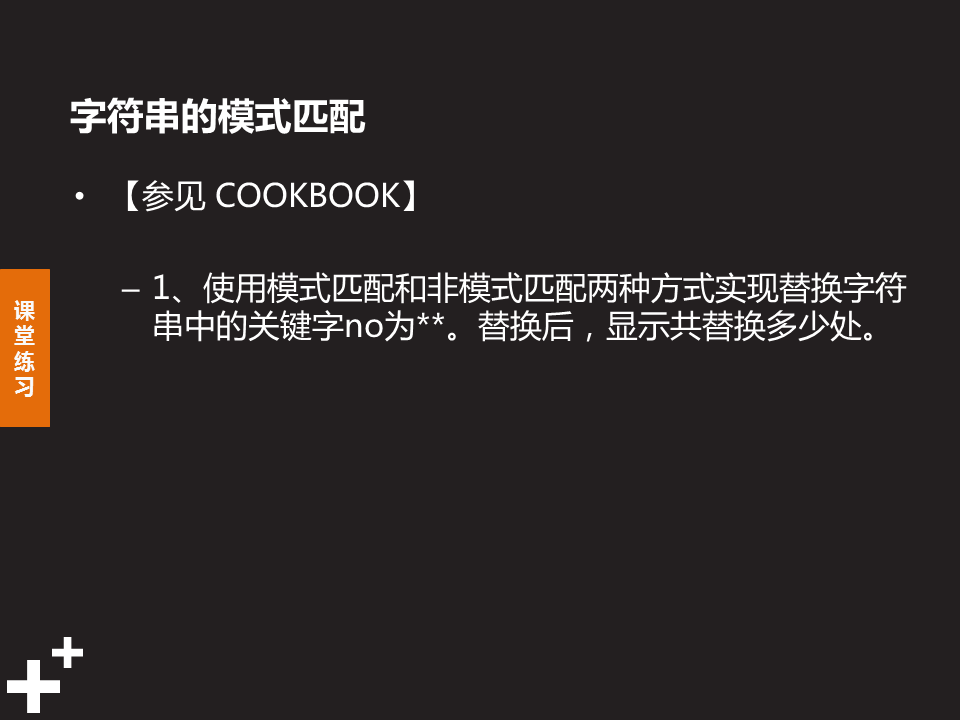 字符串的模式匹配
• 【参见 COOKBOOK】
– 1、使用模式匹配和非模式匹配两种方式实现替换字符
串中的关键字no为**。替换后，显示共替换多少处。
课
堂
练
习